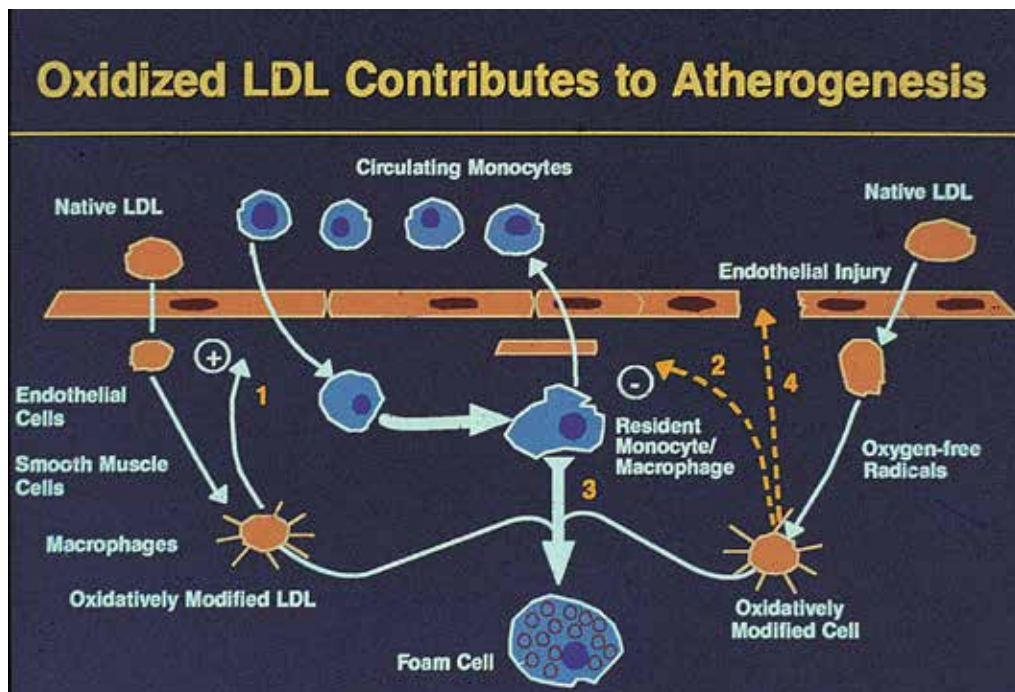 Oxidized LDL Contributes to Atherogenesis
Circulating Monocytes
Native LDL
Native LDL
Endothelial Injury
+
1
2
4
-
Endothelial
Cells
Resident
Monocyte/
Macrophage
Oxygen-free
Radicals
Smooth Muscle
Cells
3
Macrophages
Oxidatively Modified LDL
Oxidatively
Modified Cell
Foam Cell